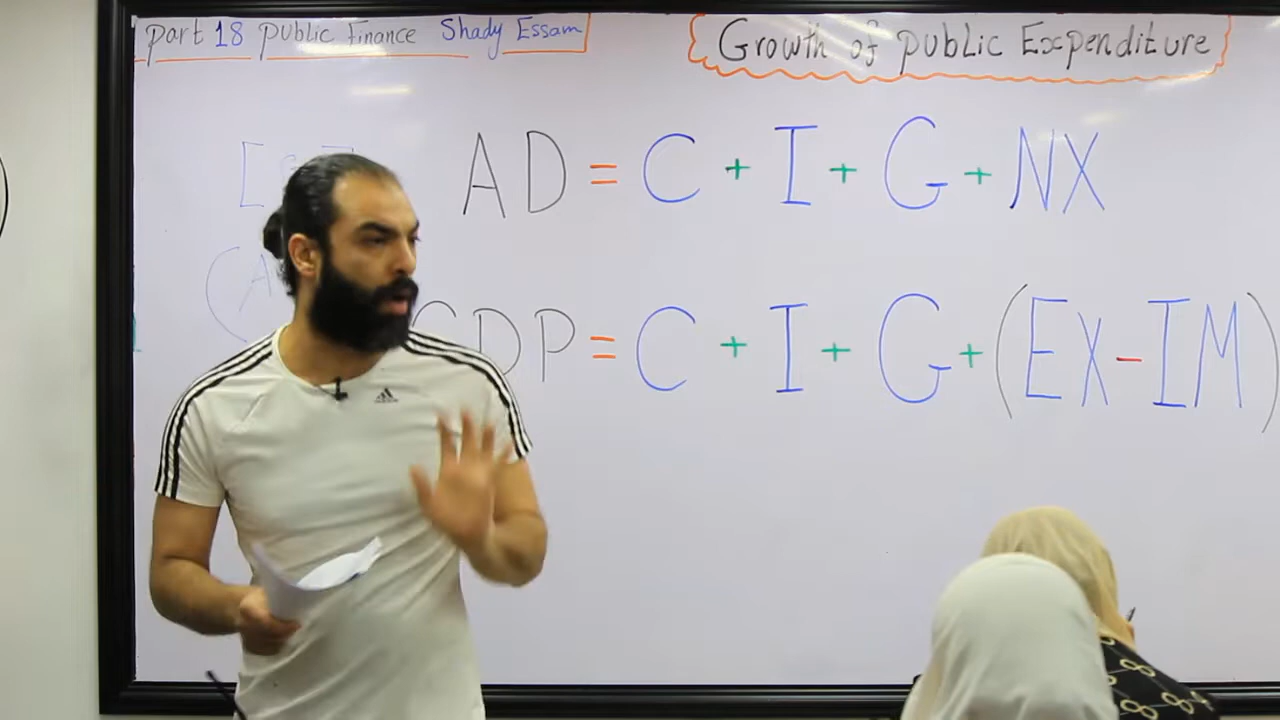 Part 18 public Finance Shady Essam
Growth of public Expenditure
AD = C + I + G + NX
GDP = C + I + G + (EX - IM)